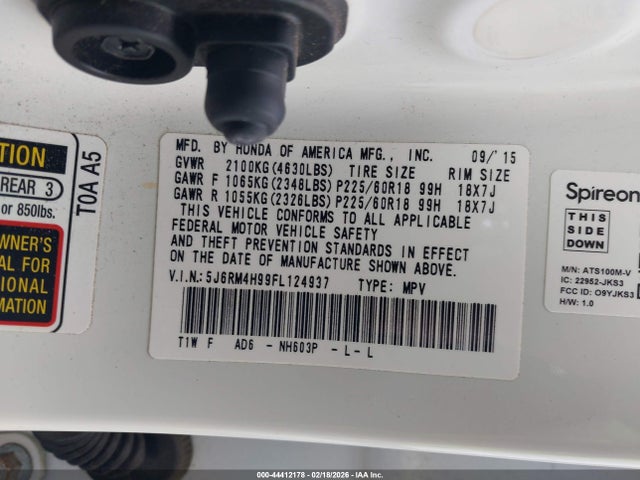 TION
REAR 3
or 850lbs.
OWNER'S
AL FOR
TIONAL
ION
T0A A5
MFD. BY HONDA OF AMERICA MFG., INC. 09/'15
GVWR 2100KG(4630LBS) TIRE SIZE RIM SIZE
GAWR F 1065KG(2348LBS) P225/60R18 99H 18X7J
GAWR R 1055KG(2326LBS) P225/60R18 99H 18X7J
THIS VEHICLE CONFORMS TO ALL APPLICABLE
FEDERAL MOTOR VEHICLE SAFETY
AND THEFT PREVENTION STANDARDS IN EFFECT
ON THE DATE OF MANUFACTURE SHOWN ABOVE.
V.I.N.:5J6RM4H99FL124937 TYPE: MPV
T1W F AD6 - NH603P - L - L
Spireon
THIS
SIDE
DOWN
M/N: ATS100M-V
IC: 22952-JKS3
FCC ID: O9YJKS3
H/W: 1.0
000-44412178 - 02/18/2026 - IAA Inc.